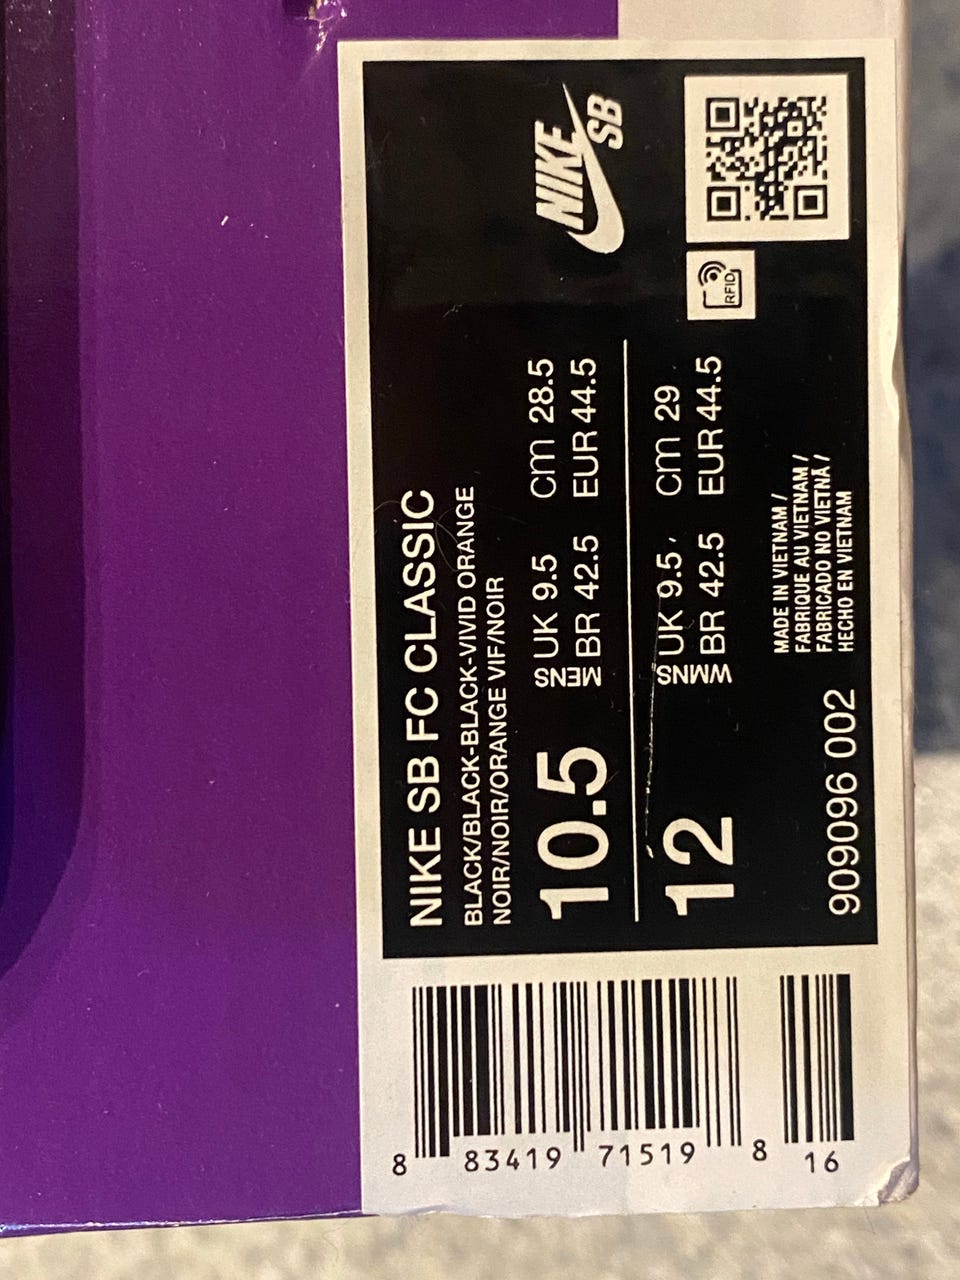 NIKE SB FC CLASSIC
BLACK/BLACK-BLACK-VIVID ORANGE
NOIR/NOIR/ORANGE VIF/NOIR
NIKE
SB
10.5
MENS
UK 9.5 cm 28.5
BR 42.5 EUR 44.5
12
WMNS
UK 9.5 cm 29
BR 42.5 EUR 44.5
RFID
MADE IN VIETNAM /
FABRIQUE AU VIETNAM /
FABRICADO NO VIETNÃ /
HECHO EN VIETNAM
909096 002
8 83419 71519 8 16